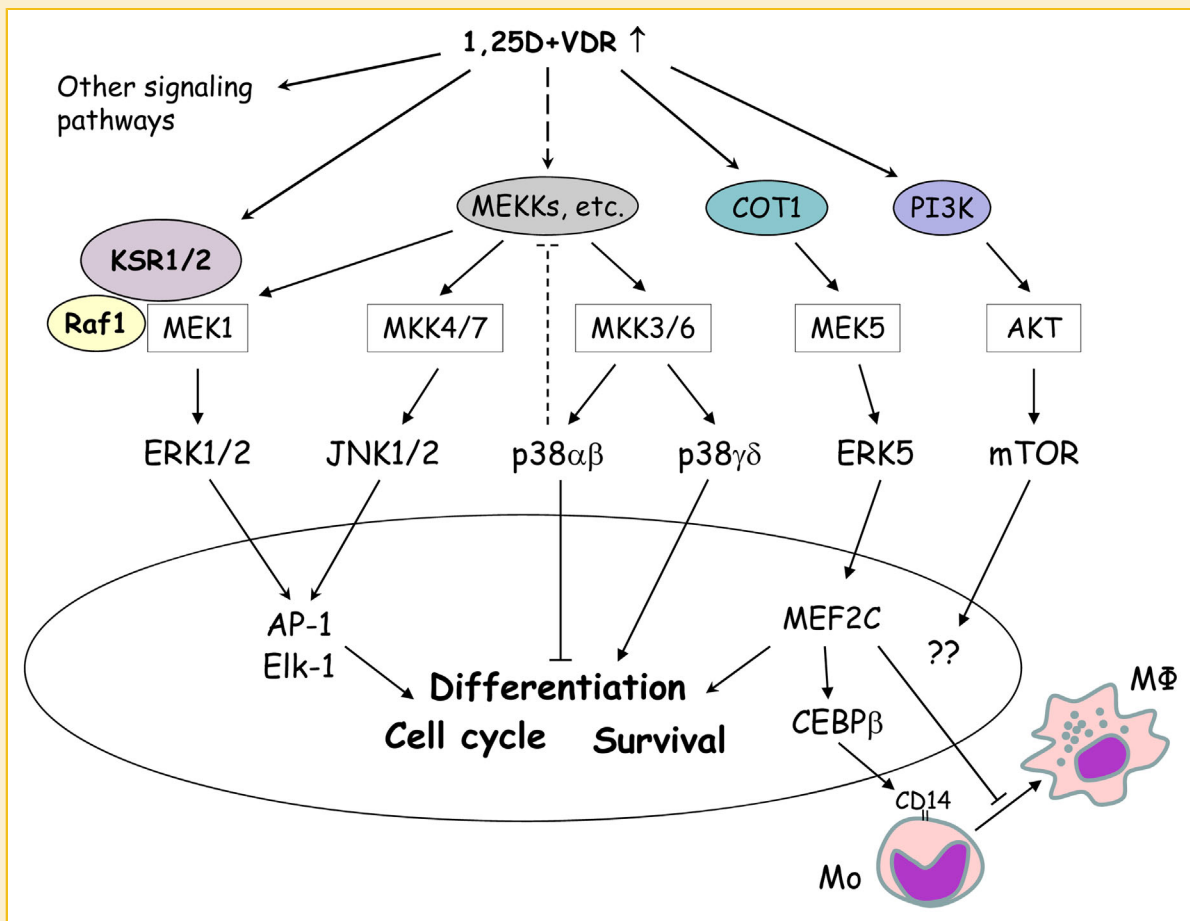 1,25D+VDR ↑
Other signaling
pathways
MEKKs, etc.
COT1
PI3K
KSR1/2
Raf1
MEK1
MKK4/7
MKK3/6
MEK5
AKT
ERK1/2
JNK1/2
p38αβ
p38γδ
ERK5
mTOR
AP-1
Elk-1
MEF2C
??
Differentiation
Cell cycle
Survival
CEBPβ
MΦ
CD14
Mo